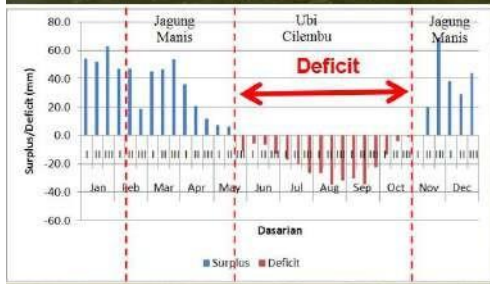 Jagung
Manis
Ubi
Cilembu
Jagung
Manis
Deficit
80.0
60.0
40.0
20.0
0.0
-20.0
-40.0
-60.0
Surplus/Deficit (mm)
Jan Feb Mar Apr May Jun Jul Aug Sep Oct Nov Dec
Dasarian
Surplus Deficit